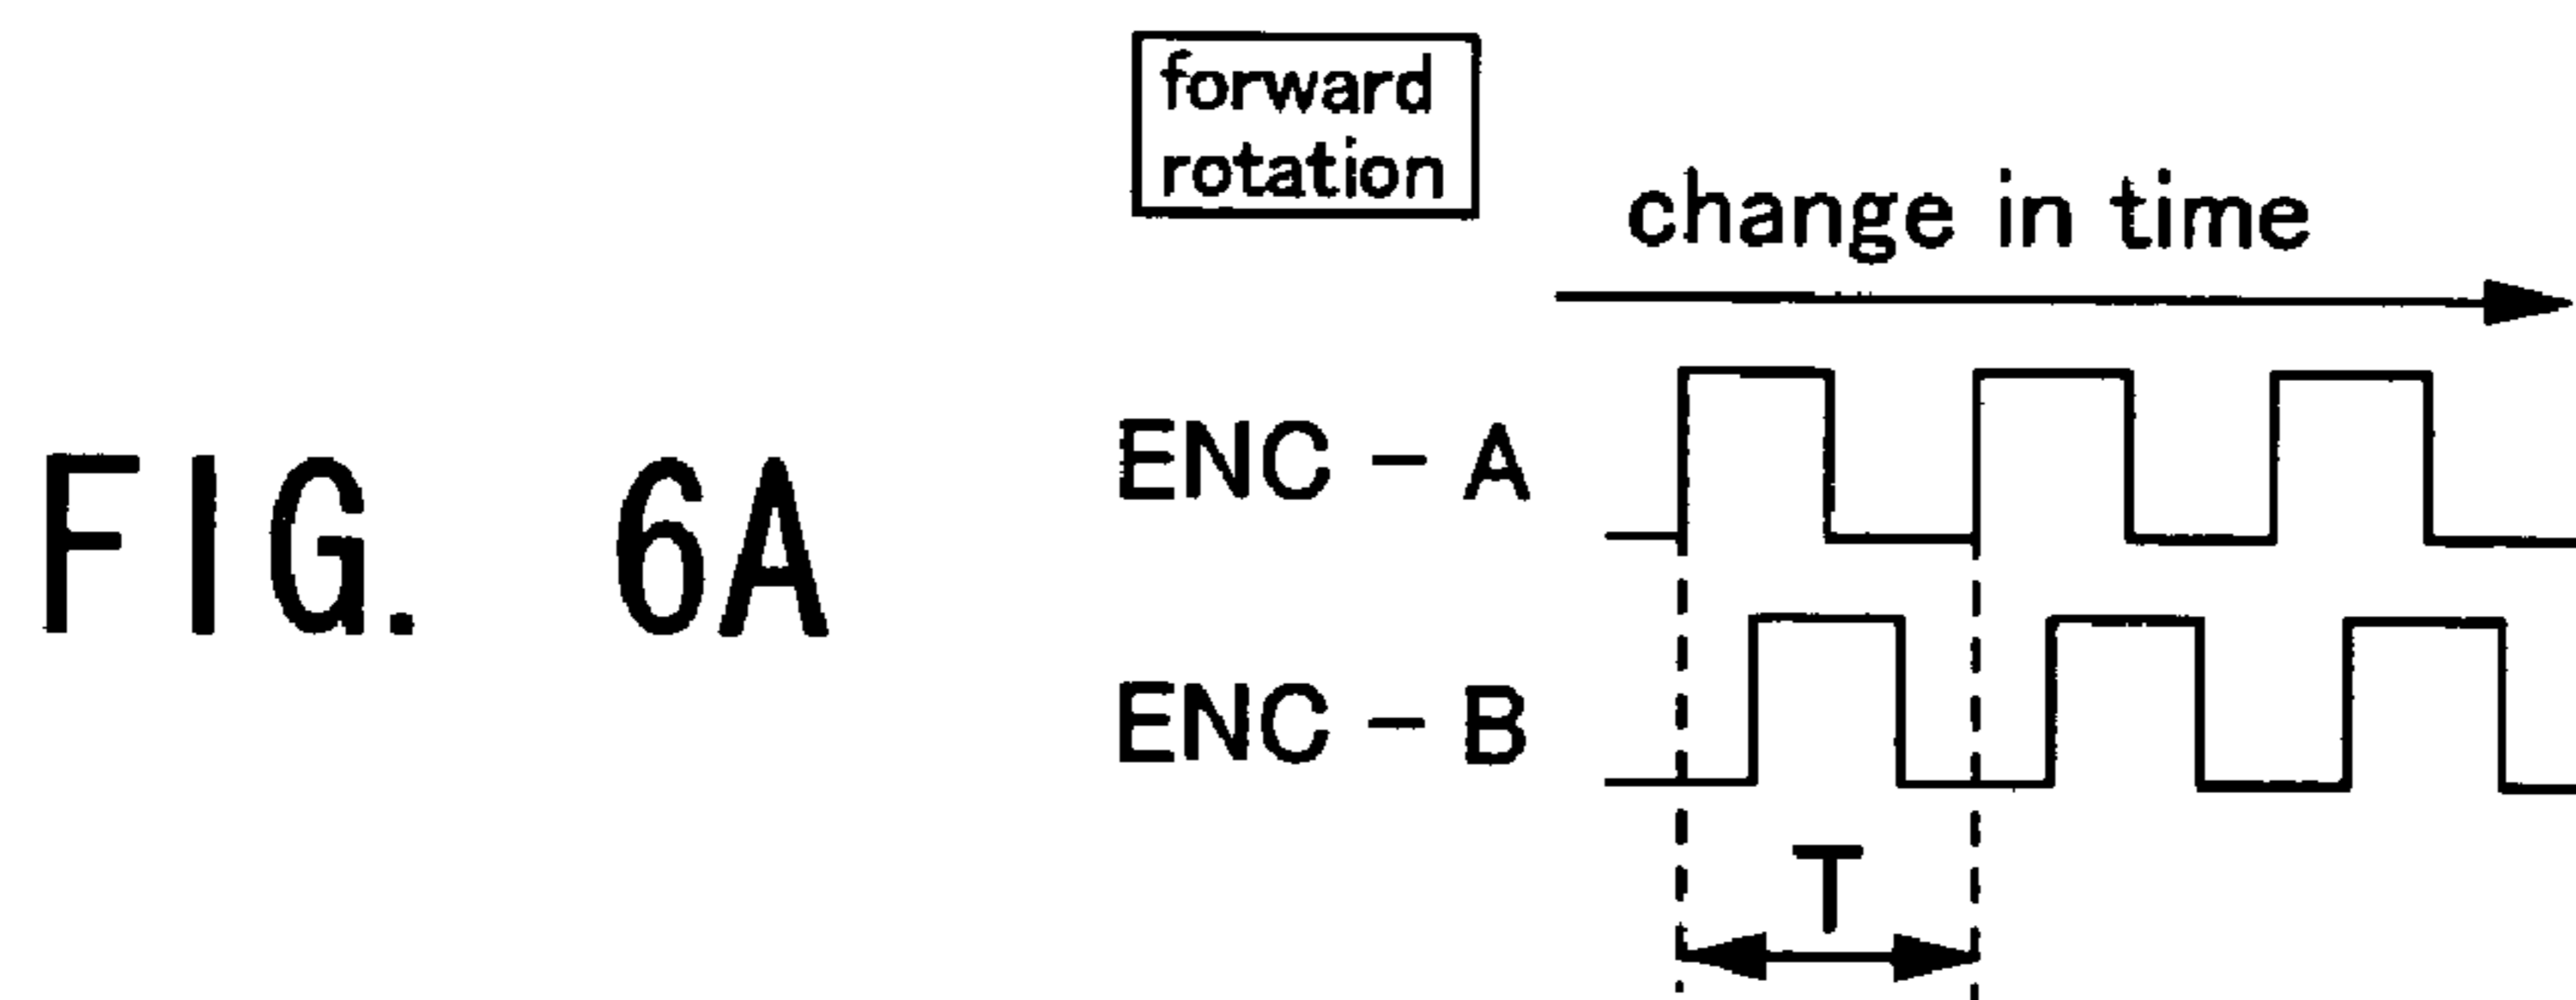 forward
rotation
change in time
FIG. 6A
ENC - A
ENC - B
T